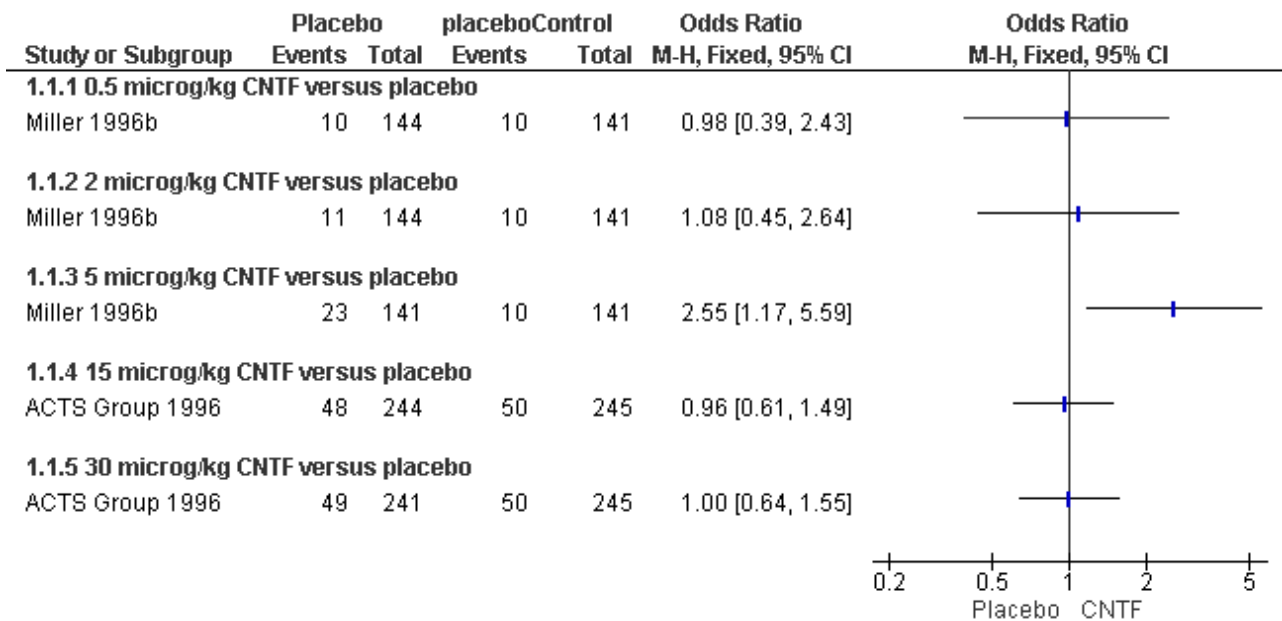 Placebo placeboControl Odds Ratio Odds Ratio
Study or Subgroup Events Total Events Total M-H, Fixed, 95% CI M-H, Fixed, 95% CI
1.1.1 0.5 microg/kg CNTF versus placebo
Miller 1996b 10 144 10 141 0.98 [0.39, 2.43]
1.1.2 2 microg/kg CNTF versus placebo
Miller 1996b 11 144 10 141 1.08 [0.45, 2.64]
1.1.3 5 microg/kg CNTF versus placebo
Miller 1996b 23 141 10 141 2.55 [1.17, 5.59]
1.1.4 15 microg/kg CNTF versus placebo
ACTS Group 1996 48 244 50 245 0.96 [0.61, 1.49]
1.1.5 30 microg/kg CNTF versus placebo
ACTS Group 1996 49 241 50 245 1.00 [0.64, 1.55]
0.2 0.5 1 2 5
Placebo CNTF